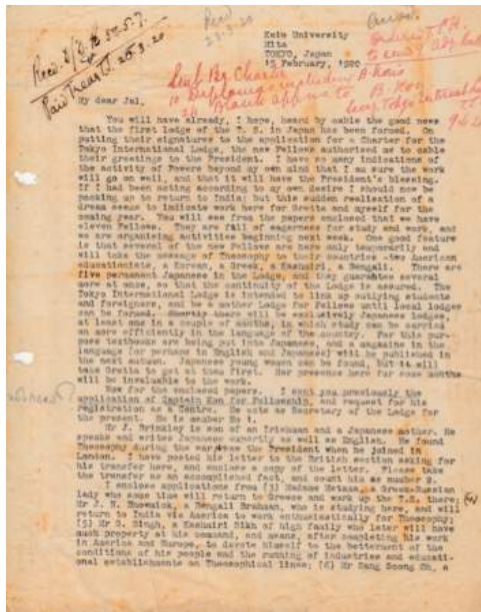 Recd
23-3-20
Keio University
Mita
TOKYO, Japan
15 February, 1920
Sent By Charter
My dear Jal,
You will have already, I hope, heard by cable the good news
that the first lodge of the T. S. in Japan has been formed. On
putting their signature to the application for a Charter for the
Tokyo International Lodge, the new Fellows authorised me to cable
their greetings to the President. I have so many indications of
the activity of Powers beyond my own mind that I am sure the work
will go on well, and that it will have the President's blessing.
If I had been acting according to my own desire I should now be
packing up to return to India; but this sudden realisation of a
dream seems to indicate work here for Greita and myself for the
coming year. You will see from the papers enclosed that we have
eleven Fellows. They are full of eagerness for study and work, and
we are organising activities beginning next week. One good feature
is that several of the new Fellows are here only temporarily and
will take the message of Theosophy to their countries -two American
educationists, a Korean, a Greek, a Kashmiri, a Bengali. There are
five permanent Japanese in the Lodge, and they guarantee several
more at once, so that the continuity of the Lodge is assured. The
Tokyo International Lodge is intended to link up outlying students
and foreigners, and be a mother Lodge for Fellows until local lodges
can be formed. Shortly there will be exclusively Japanese lodges,
at least one in a couple of months, in which study can be carried
on more efficiently in the language of the country. For this pur-
pose textbooks are being put into Japanese, and a magazine in the
language (or perhaps in English and Japanese) will be published in
the next autumn. Japanese young women can be found, but it will
take Greita to get at them first. Her presence here for some months
will be invaluable to the work.
Now for the enclosed papers. I sent you previously the
application of Captain Kon for Fellowship, and request for his
registration as a Centre. He acts as Secretary of the Lodge for
the present. He is number 1.
Mr J. Brinkley is son of an Irishman and a Japanese mother. He
speaks and writes Japanese expertly as well as English. He found
Theosophy during the war, the President when he joined in
London. I have posted his letter to the British section asking for
his transfer here, and enclose a copy of the letter. Please take
the transfer as an accomplished fact, and count him as number 2.
I enclose applications from (3) Madame a Greco-Russian
lady who some time will return to Greece and work up the T.S. there;
Mr J. N. Bhowmik, a Bengali Brahman, who is studying here, and will
return to India via America to work enthusiastically for Theosophy;
(5) Mr G. Singh, a Kashmiri Sikh of high family who later will have
much property at his command, and means, after completing his work
in America and Europe, to devote himself to the betterment of the
conditions of his people and the running of industries and educati-
onal establishments on Theosophical lines; (6) Mr Sang Soong Oh, a